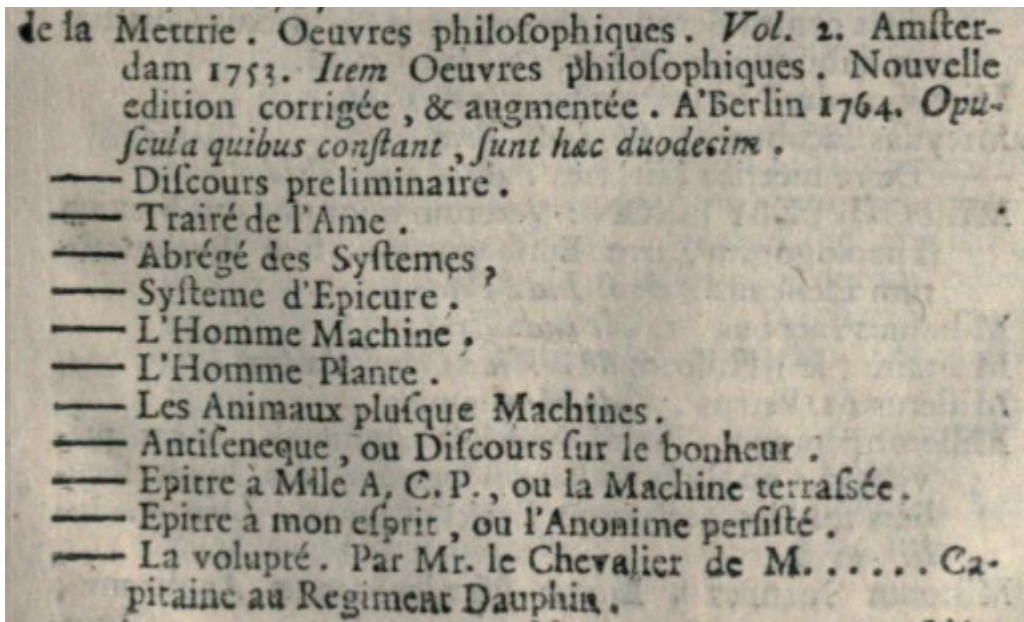 de la Mettrie. Oeuvres philoſophiques. Vol. 2. Amſter-
dam 1753. Item Oeuvres philoſophiques. Nouvelle
edition corrigée, & augmentée. A'Berlin 1764. Opu-
ſcula quibus conſtant, ſunt hæc duodecim.
—— Diſcours preliminaire.
—— Trairé de l'Ame.
—— Abrégé des Syſtemes,
—— Syſteme d'Epicure.
—— L'Homme Machine.
—— L'Homme Plante.
—— Les Animaux pluſque Machines.
—— Antiſeneque, ou Diſcours ſur le bonheur.
—— Epitre à Mlle A. C. P., ou la Machine terraſsée.
—— Epitre à mon eſprit, ou l'Anonime perſiſté.
—— La volupté. Par Mr. le Chevalier de M. . . . . . Ca-
pitaine au Regiment Dauphin.